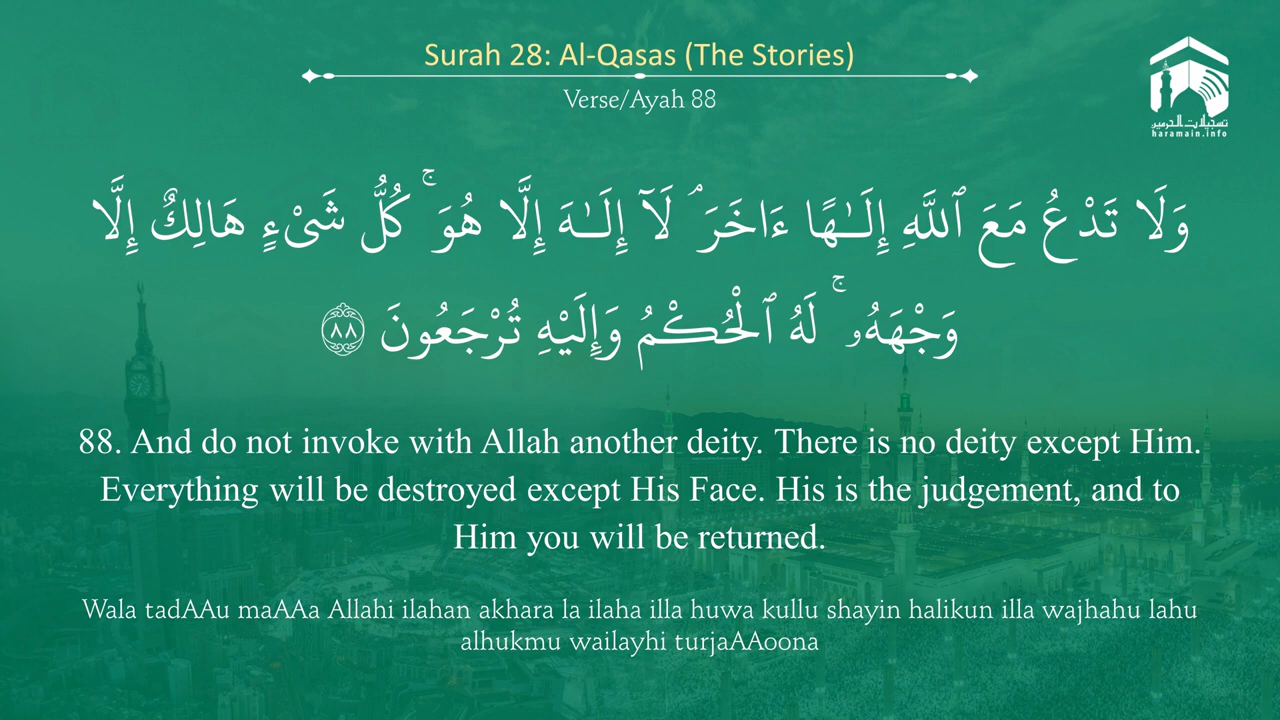 Surah 28: Al-Qasas (The Stories)
Verse/Ayah 88
تسجيلات الحرمين
haramain.info
وَلَا تَدْعُ مَعَ ٱللَّهِ إِلَـٰهًا ءَاخَرَ ۘ لَآ إِلَـٰهَ إِلَّا هُوَ ۚ كُلُّ شَىْءٍ هَالِكٌ إِلَّا
وَجْهَهُۥ ۚ لَهُ ٱلْحُكْمُ وَإِلَيْهِ تُرْجَعُونَ ٨٨
88. And do not invoke with Allah another deity. There is no deity except Him.
Everything will be destroyed except His Face. His is the judgement, and to
Him you will be returned.
Wala tadAAu maAAa Allahi ilahan akhara la ilaha illa huwa kullu shayin halikun illa wajhahu lahu
alhukmu wailayhi turjaAAoona